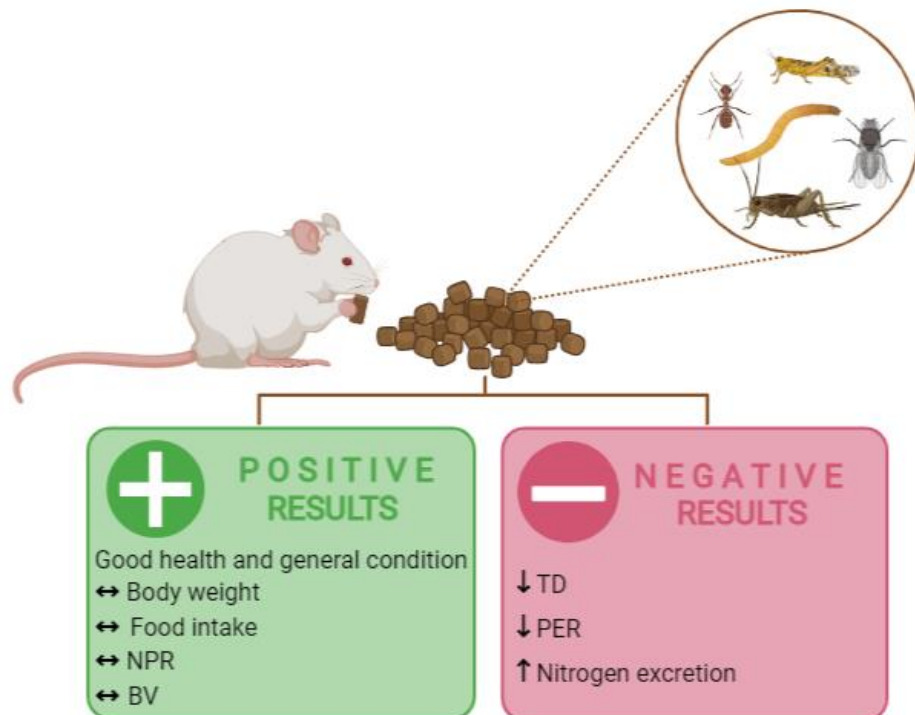 POSITIVE
RESULTS
Good health and general condition
↔ Body weight
↔ Food intake
↔ NPR
↔ BV
NEGATIVE
RESULTS
↓ TD
↓ PER
↑ Nitrogen excretion